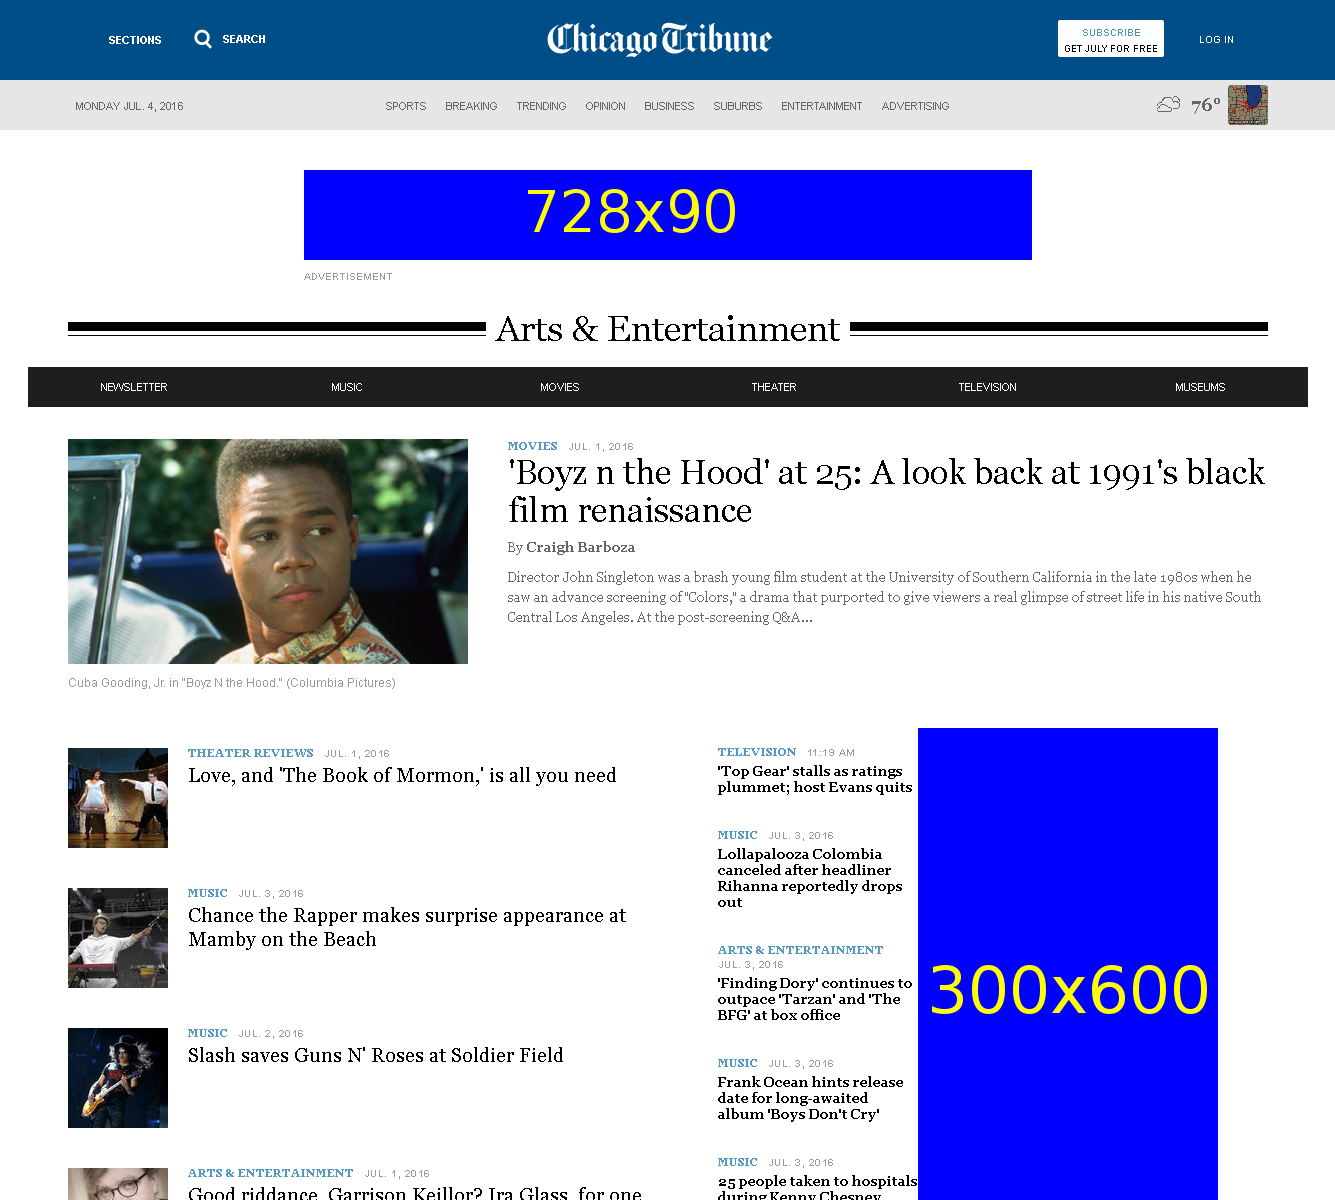 SECTIONS
SEARCH
Chicago Tribune
SUBSCRIBE
GET JULY FOR FREE
LOG IN
MONDAY JUL. 4, 2016
SPORTS BREAKING TRENDING OPINION BUSINESS SUBURBS ENTERTAINMENT ADVERTISING
76°
728x90
ADVERTISEMENT
Arts & Entertainment
NEWSLETTER MUSIC MOVIES THEATER TELEVISION MUSEUMS
MOVIES JUL. 1, 2016
'Boyz n the Hood' at 25: A look back at 1991's black
film renaissance
By Craigh Barboza
Director John Singleton was a brash young film student at the University of Southern California in the late 1980s when he
saw an advance screening of "Colors," a drama that purported to give viewers a real glimpse of street life in his native South
Central Los Angeles. At the post-screening Q&A...
Cuba Gooding, Jr. in "Boyz N the Hood." (Columbia Pictures)
THEATER REVIEWS JUL. 1, 2016
Love, and 'The Book of Mormon,' is all you need
MUSIC JUL. 3, 2016
Chance the Rapper makes surprise appearance at
Mamby on the Beach
MUSIC JUL. 2, 2016
Slash saves Guns N' Roses at Soldier Field
ARTS & ENTERTAINMENT JUL. 1, 2016
Good riddance, Garrison Keillor? Ira Glass, for one
TELEVISION 11:19 AM
'Top Gear' stalls as ratings
plummet; host Evans quits
MUSIC JUL. 3, 2016
Lollapalooza Colombia
canceled after headliner
Rihanna reportedly drops
out
ARTS & ENTERTAINMENT
JUL. 3, 2016
'Finding Dory' continues to
outpace 'Tarzan' and 'The
BFG' at box office
MUSIC JUL. 3, 2016
Frank Ocean hints release
date for long-awaited
album 'Boys Don't Cry'
MUSIC JUL. 3, 2016
25 people taken to hospitals
during Kenny Chesney
300x600